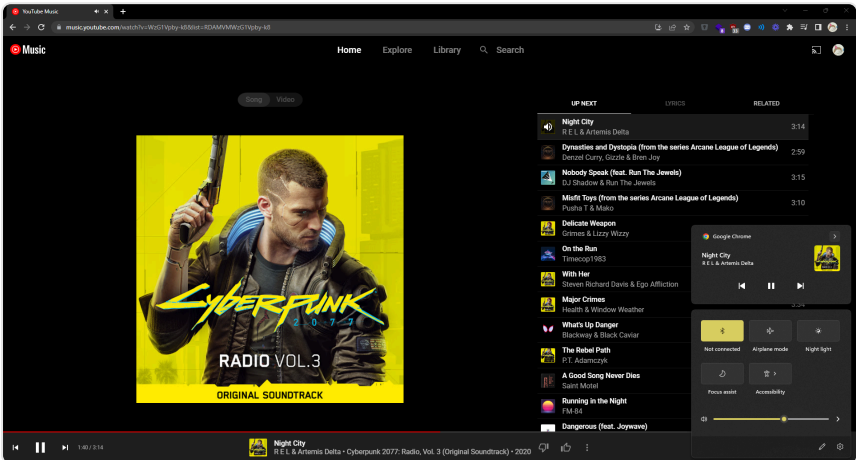 YouTube Music
music.youtube.com/watch?v=WzG1Vpby-k8&list=RDAMVMWzG1Vpby-k8
Music
Home
Explore
Library
Search
Song
Video
UP NEXT
LYRICS
RELATED
Night City
R E L & Artemis Delta
3:14
Dynasties and Dystopia (from the series Arcane League of Legends)
Denzel Curry, Gizzle & Bren Joy
2:59
Nobody Speak (feat. Run The Jewels)
DJ Shadow & Run The Jewels
3:15
Misfit Toys (from the series Arcane League of Legends)
Pusha T & Mako
3:10
Delicate Weapon
Grimes & Lizzy Wizzy
On the Run
Timecop1983
With Her
Steven Richard Davis & Ego Affliction
Major Crimes
Health & Window Weather
What's Up Danger
Blackway & Black Caviar
The Rebel Path
P.T. Adamczyk
A Good Song Never Dies
Saint Motel
Running in the Night
FM-84
Dangerous (feat. Joywave)
CYBERPUNK
2077
RADIO VOL.3
ORIGINAL SOUNDTRACK
Google Chrome
Night City
R E L & Artemis Delta
Not connected
Airplane mode
Night light
Focus assist
Accessibility
1:40 / 3:14
Night City
R E L & Artemis Delta • Cyberpunk 2077: Radio, Vol. 3 (Original Soundtrack) • 2020